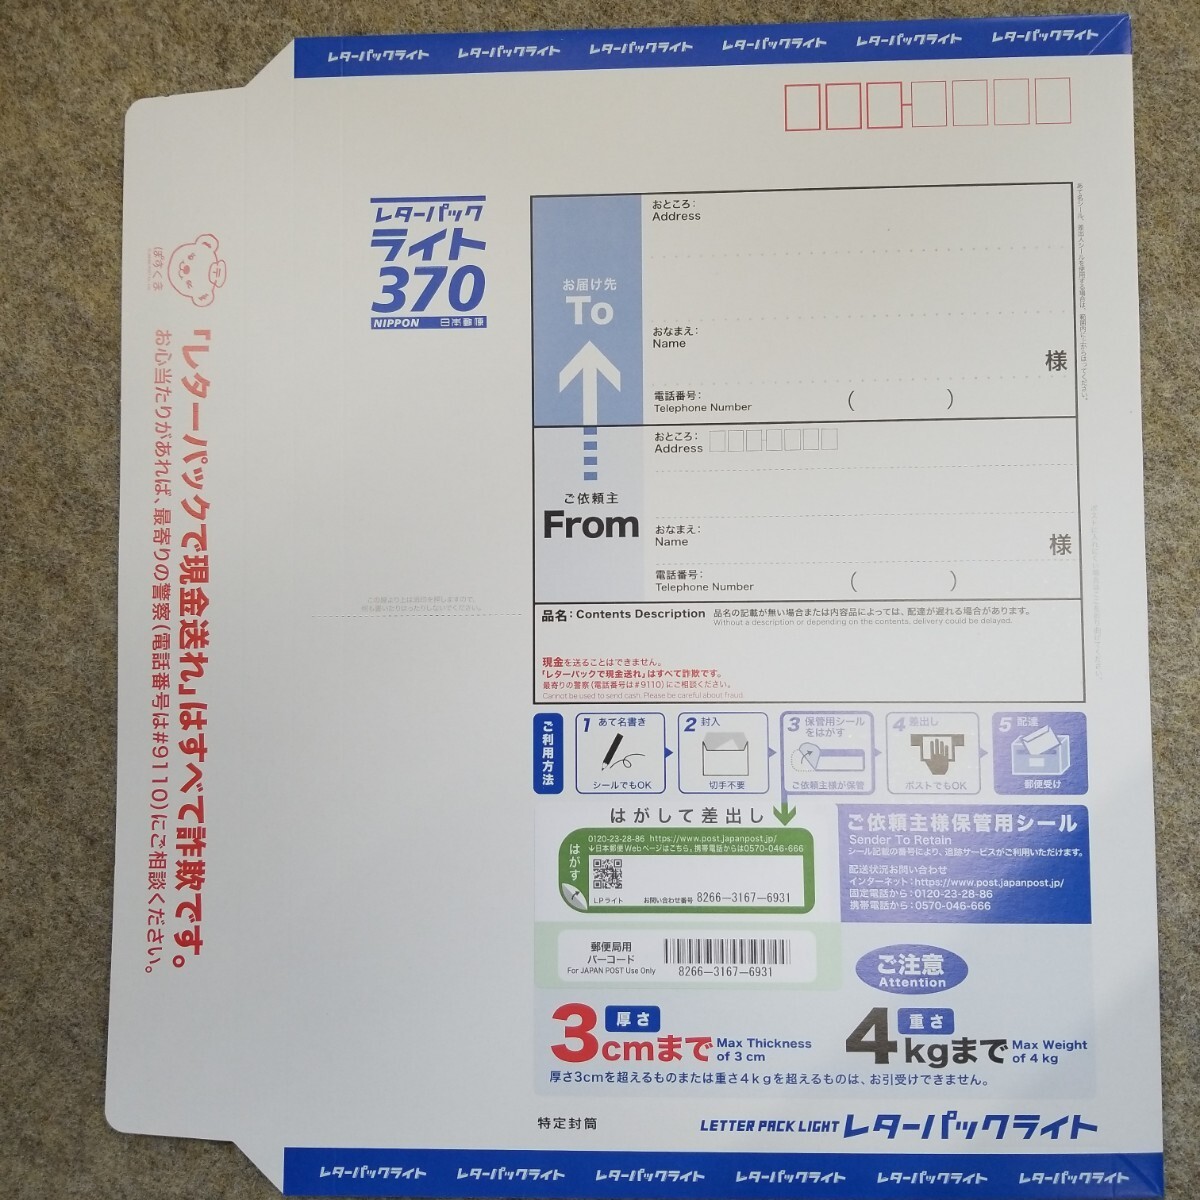 レターパックライト レターパックライト レターパックライト レターパックライト レターパックライト レターパックライト
レターパック
ライト
370
NIPPON 日本郵便
ぽすくま
「レターパックで現金送れ」はすべて詐欺です。
お心当たりがあれば、最寄りの警察(電話番号は#9110)にご相談ください。
お届け先
To
おところ:
Address
おなまえ:
Name
様
電話番号:
Telephone Number ( )
ご依頼主
From
おところ:
Address
おなまえ:
Name
様
電話番号:
Telephone Number ( )
品名:Contents Description 品名の記載が無い場合または内容品によっては、配達が遅れる場合があります。
Without a description or depending on the contents, delivery could be delayed.
現金を送ることはできません。
「レターパックで現金送れ」はすべて詐欺です。
最寄りの警察(電話番号は#9110)にご相談ください。
Cannot be used to send cash. Please be careful about fraud.
ご利用方法
1 あて名書き
シールでもOK
2 封入
切手不要
3 保管用シールをはがす
ご依頼主様が保管
4 差出し
ポストでもOK
5 配達
郵便受け
はがして差出し
はがす
0120-23-28-86 https://www.post.japanpost.jp/
↓日本郵便Webページはこちら。携帯電話からは0570-046-666
LPライト お問い合わせ番号 8266-3167-6931
ご依頼主様保管用シール
Sender To Retain
シール記載の番号により、追跡サービスがご利用いただけます。
配送状況お問い合わせ
インターネット:https://www.post.japanpost.jp/
固定電話から:0120-23-28-86
携帯電話から:0570-046-666
郵便局用
バーコード
For JAPAN POST Use Only
8266-3167-6931
ご注意
Attention
厚さ
3cmまで Max Thickness of 3 cm
重さ
4kgまで Max Weight of 4 kg
厚さ3cmを超えるものまたは重さ4kgを超えるものは、お引受けできません。
特定封筒
LETTER PACK LIGHT レターパックライト
レターパックライト レターパックライト レターパックライト レターパックライト レターパックライト レターパックライト